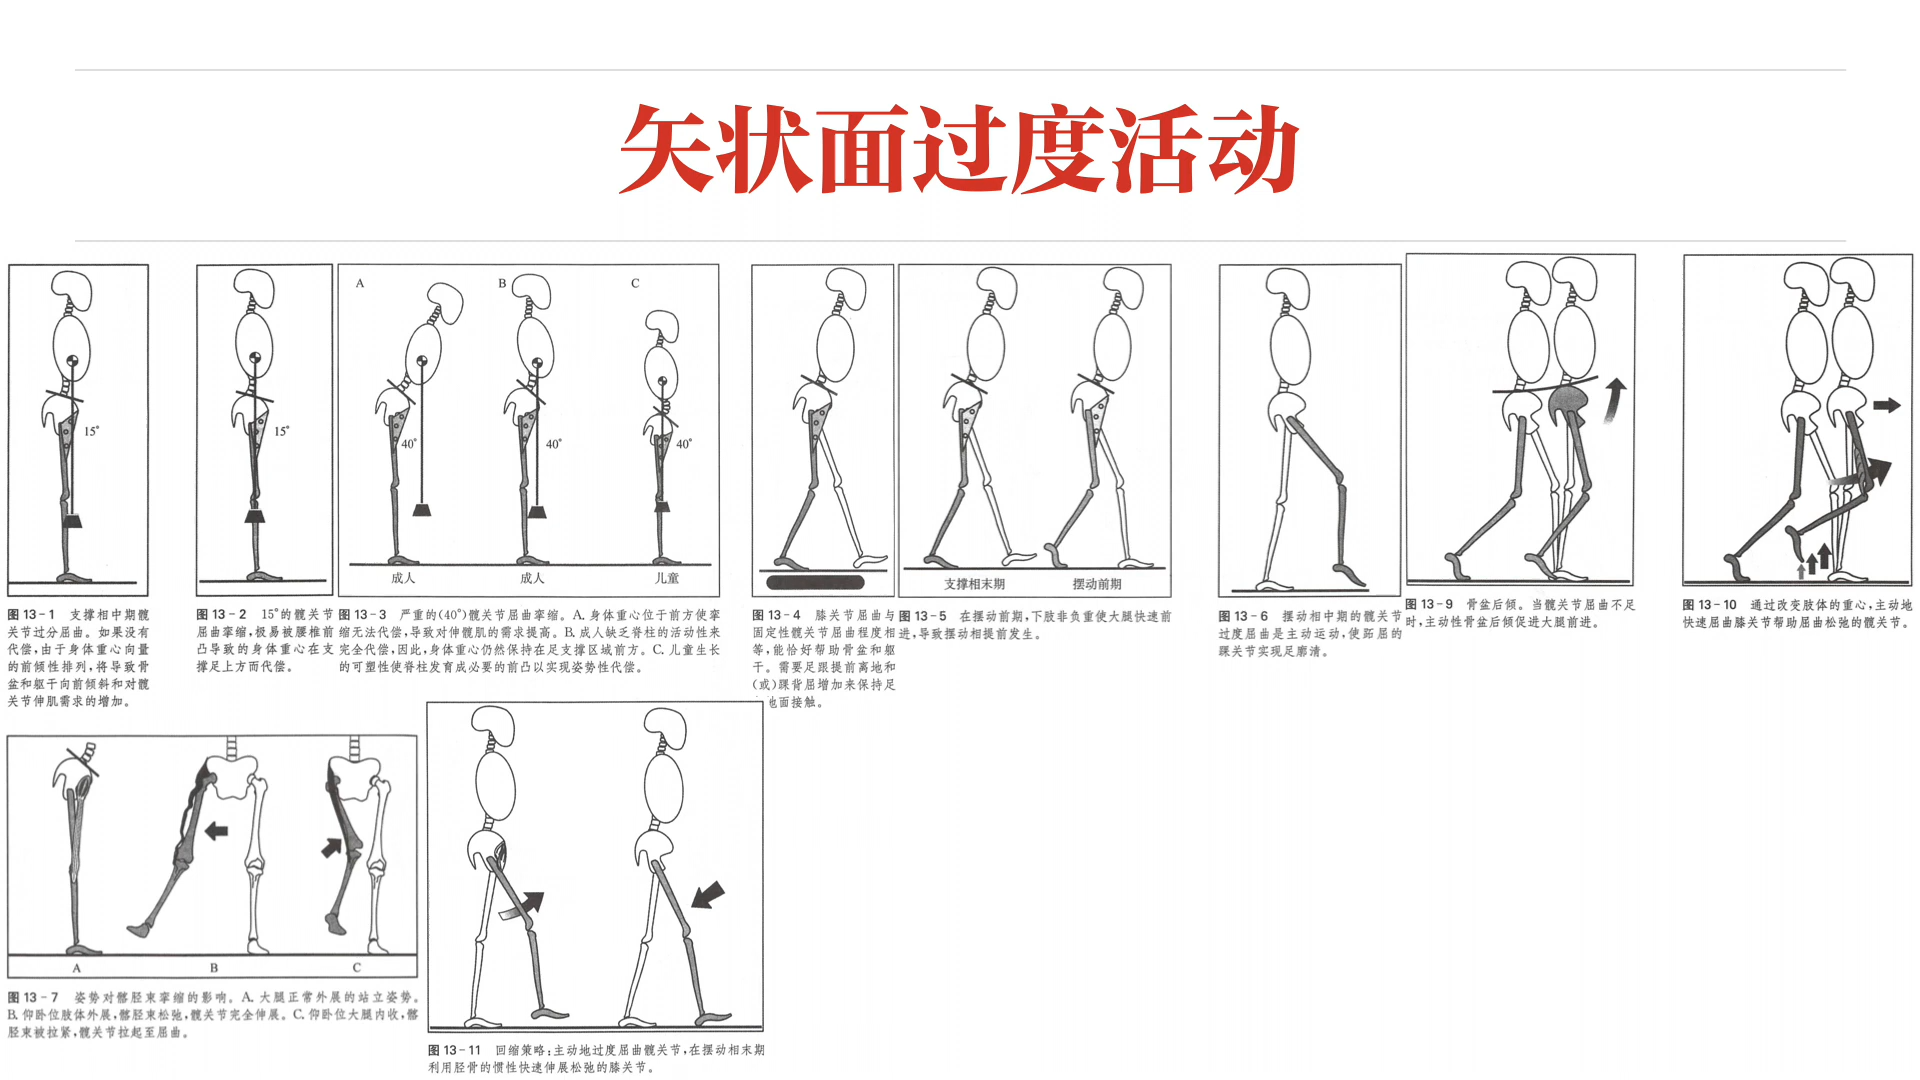 矢状面过度活动
15°
图 13-1 支撑相中期髋
关节过分屈曲。如果没有
代偿,由于身体重心向量
的前倾性排列,将导致骨
盆和躯干向前倾斜和对髋
关节伸肌需求的增加。
15°
图 13-2 15°的髋关节
屈曲挛缩,极易被腰椎前
凸导致的身体重心在支
撑足上方而代偿。
A B C
40° 40° 40°
成人 成人 儿童
图 13-3 严重的(40°)髋关节屈曲挛缩。A. 身体重心位于前方使挛
缩无法代偿,导致对伸髋肌的需求提高。B. 成人缺乏脊柱的活动性来
完全代偿,因此,身体重心仍然保持在足支撑区域前方。C. 儿童生长
的可塑性使脊柱发育成必要的前凸以实现姿势性代偿。
图 13-4 膝关节屈曲与
固定性髋关节屈曲程度相
等,能恰好帮助骨盆和躯
干。需要足跟提前离地和
(或)踝背屈增加来保持足
地面接触。
支撑相末期 摆动前期
图 13-5 在摆动前期,下肢非负重使大腿快速前
进,导致摆动相提前发生。
图 13-6 摆动相中期的髋关节
过度屈曲是主动运动,使跖屈的
踝关节实现足廓清。
图 13-9 骨盆后倾。当髋关节屈曲不足
时,主动性骨盆后倾促进大腿前进。
图 13-10 通过改变肢体的重心,主动地
快速屈曲膝关节帮助屈曲松弛的髋关节。
A B C
图 13-7 姿势对髂胫束挛缩的影响。A. 大腿正常外展的站立姿势。
B. 仰卧位肢体外展,髂胫束松弛,髋关节完全伸展。C. 仰卧位大腿内收,髂
胫束被拉紧,髋关节拉起至屈曲。
图 13-11 回缩策略:主动地过度屈曲髋关节,在摆动相末期
利用胫骨的惯性快速伸展松弛的膝关节。